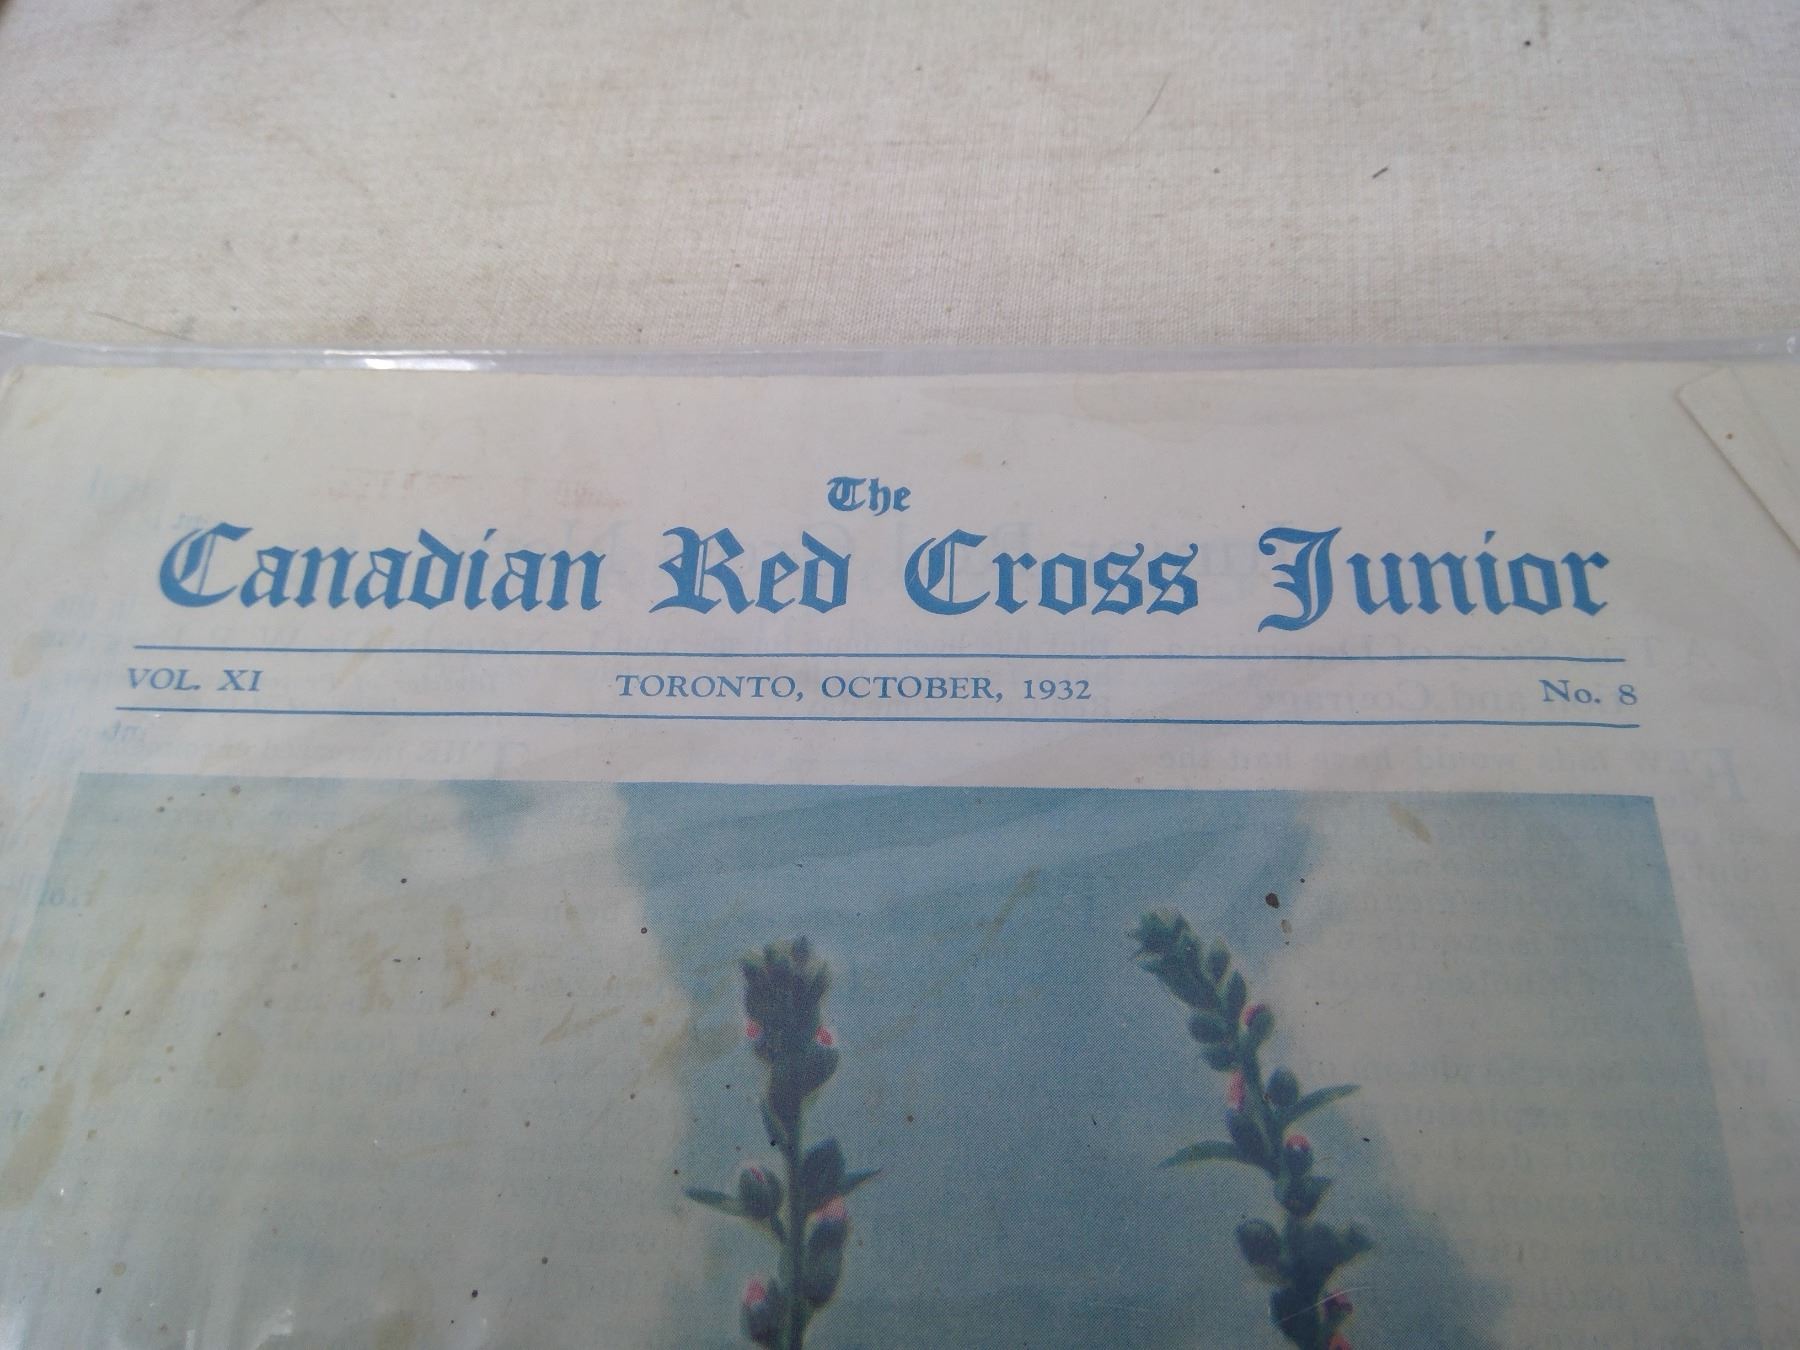 The
Canadian Red Cross Junior
VOL. XI TORONTO, OCTOBER, 1932 No. 8